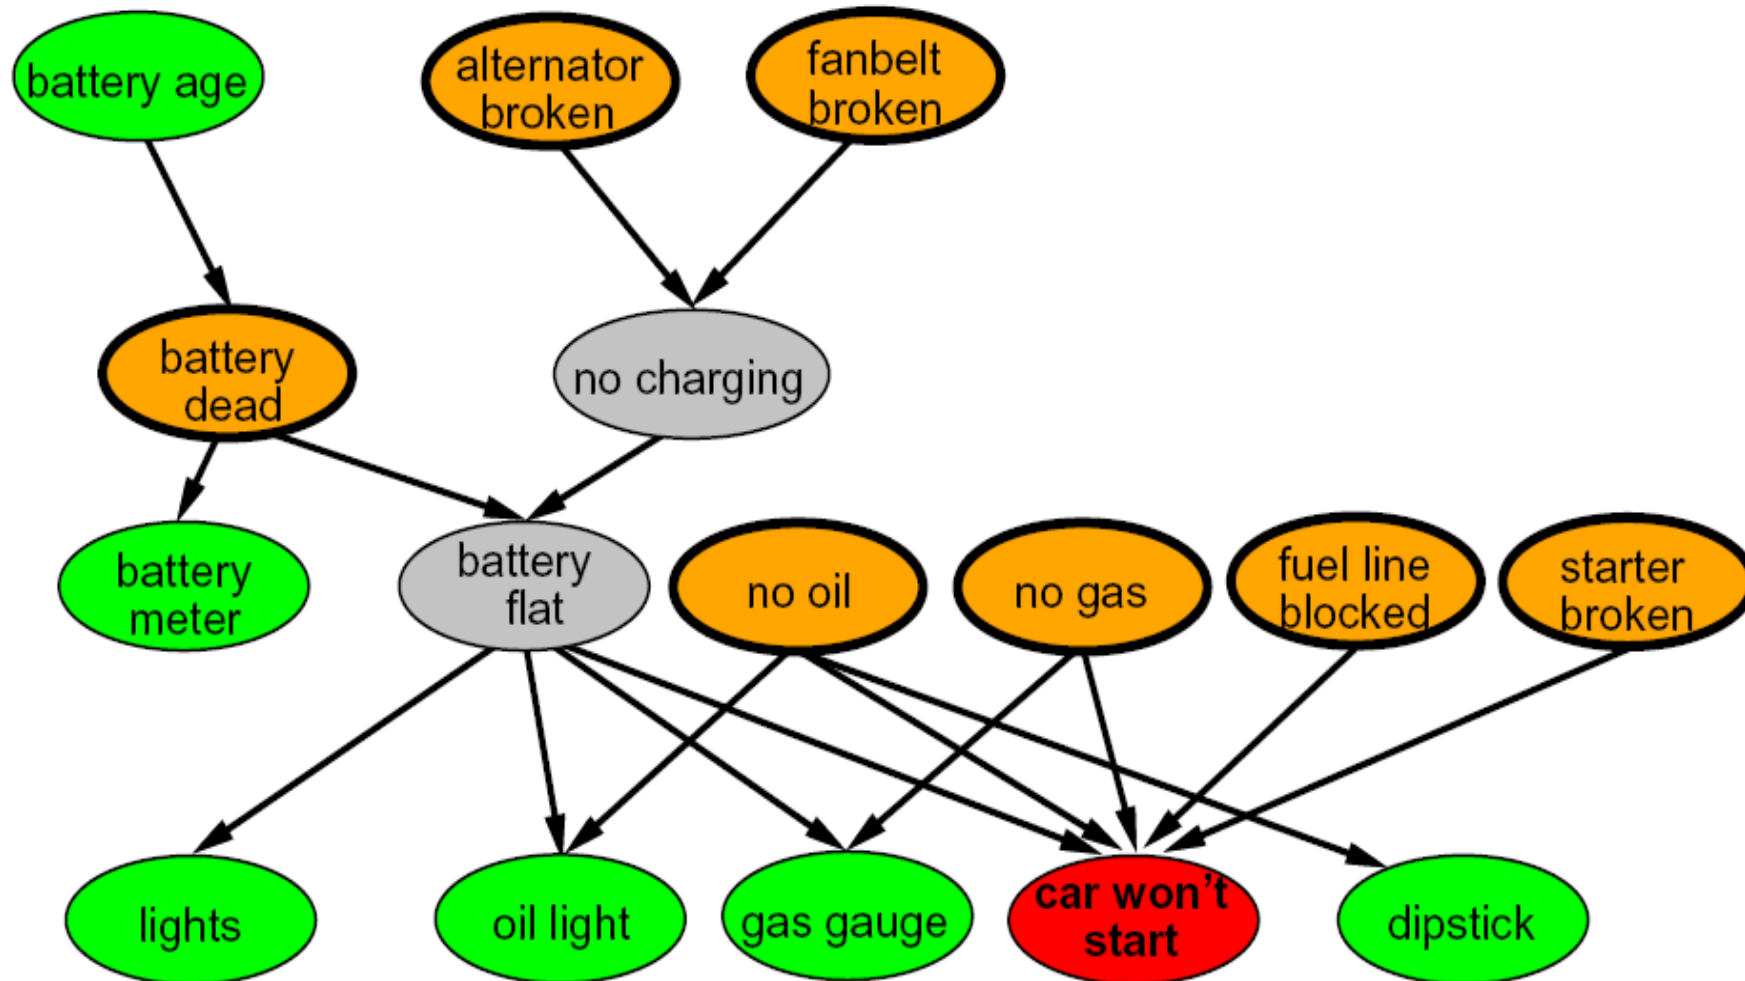 battery age
alternator
broken
fanbelt
broken
battery
dead
no charging
battery
meter
battery
flat
no oil
no gas
fuel line
blocked
starter
broken
lights
oil light
gas gauge
car won't
start
dipstick